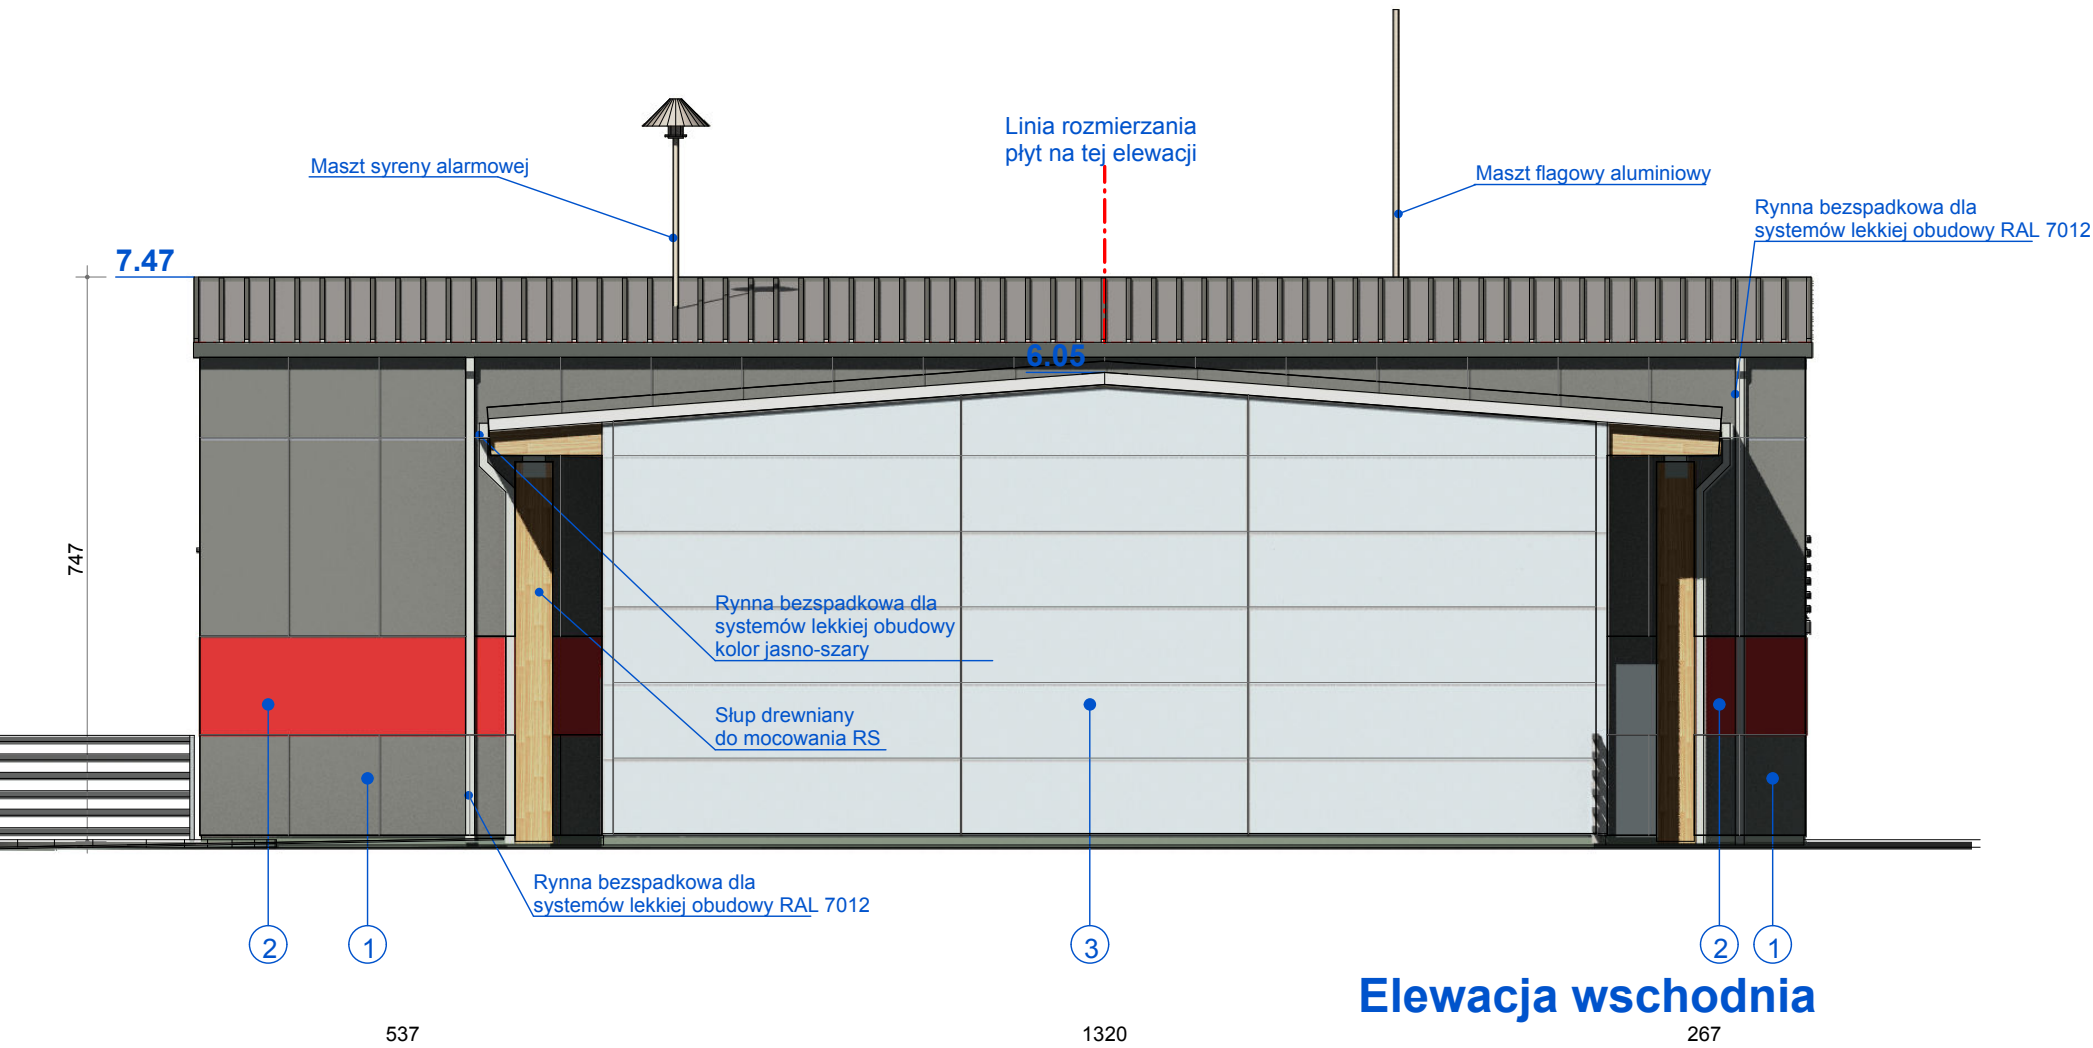 Linia rozmierzania
płyt na tej elewacji
Maszt syreny alarmowej
Maszt flagowy aluminiowy
Rynna bezspadkowa dla
systemów lekkiej obudowy RAL 7012
7.47
6.05
747
Rynna bezspadkowa dla
systemów lekkiej obudowy
kolor jasno-szary
Słup drewniany
do mocowania RS
Rynna bezspadkowa dla
systemów lekkiej obudowy RAL 7012
2
1
3
2
1
Elewacja wschodnia
537
1320
267